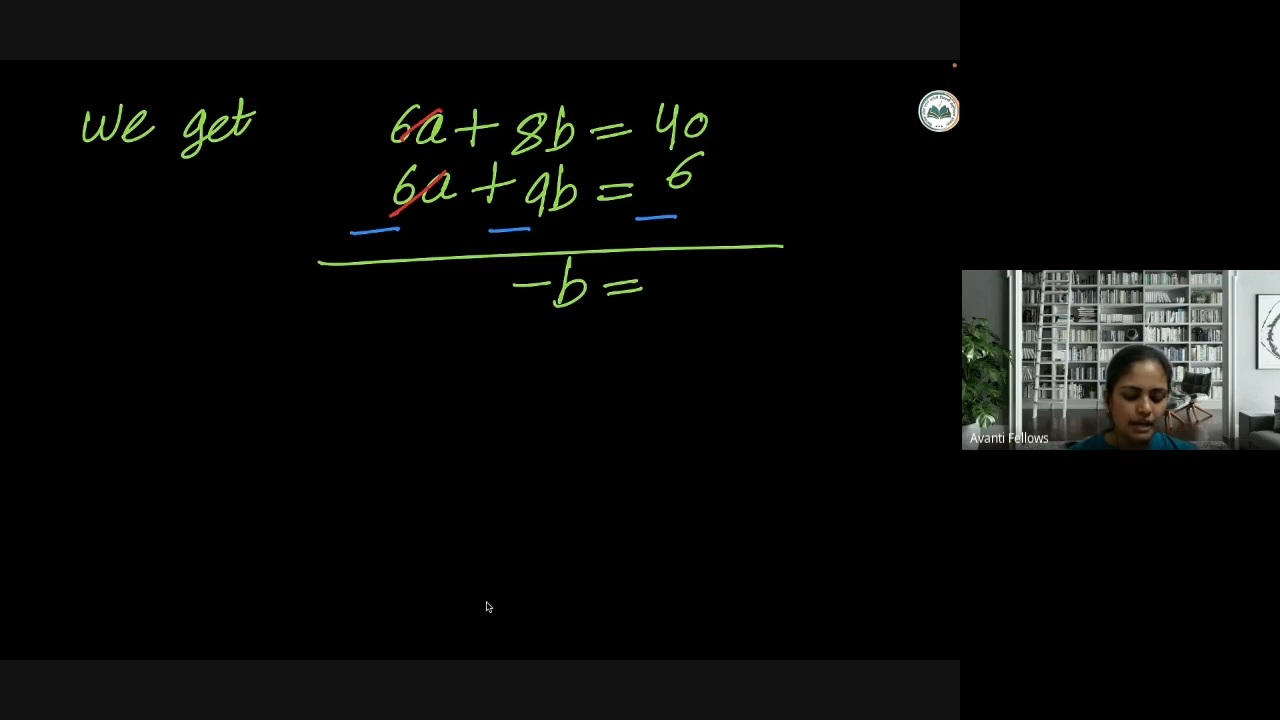 We get 6a + 8b = 40
6a + 9b = 6
-b =
Avanti Fellows